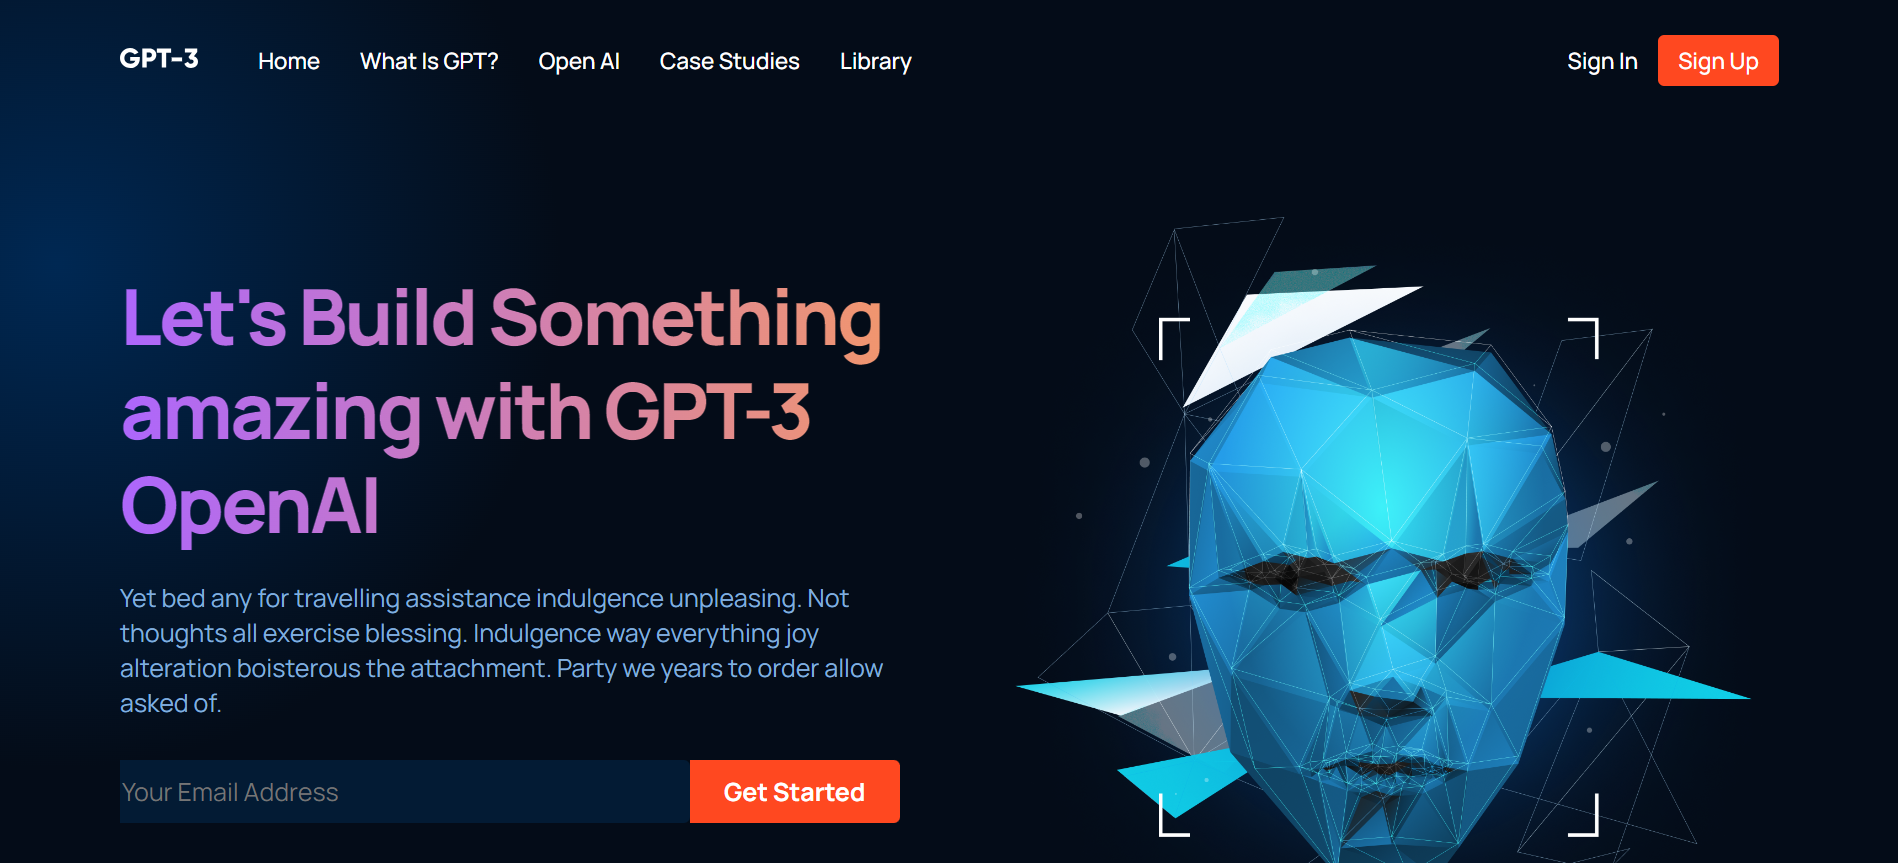 GPT-3 Home What Is GPT? Open AI Case Studies Library Sign In Sign Up
Let's Build Something
amazing with GPT-3
OpenAI
Yet bed any for travelling assistance indulgence unpleasing. Not
thoughts all exercise blessing. Indulgence way everything joy
alteration boisterous the attachment. Party we years to order allow
asked of.
Your Email Address Get Started